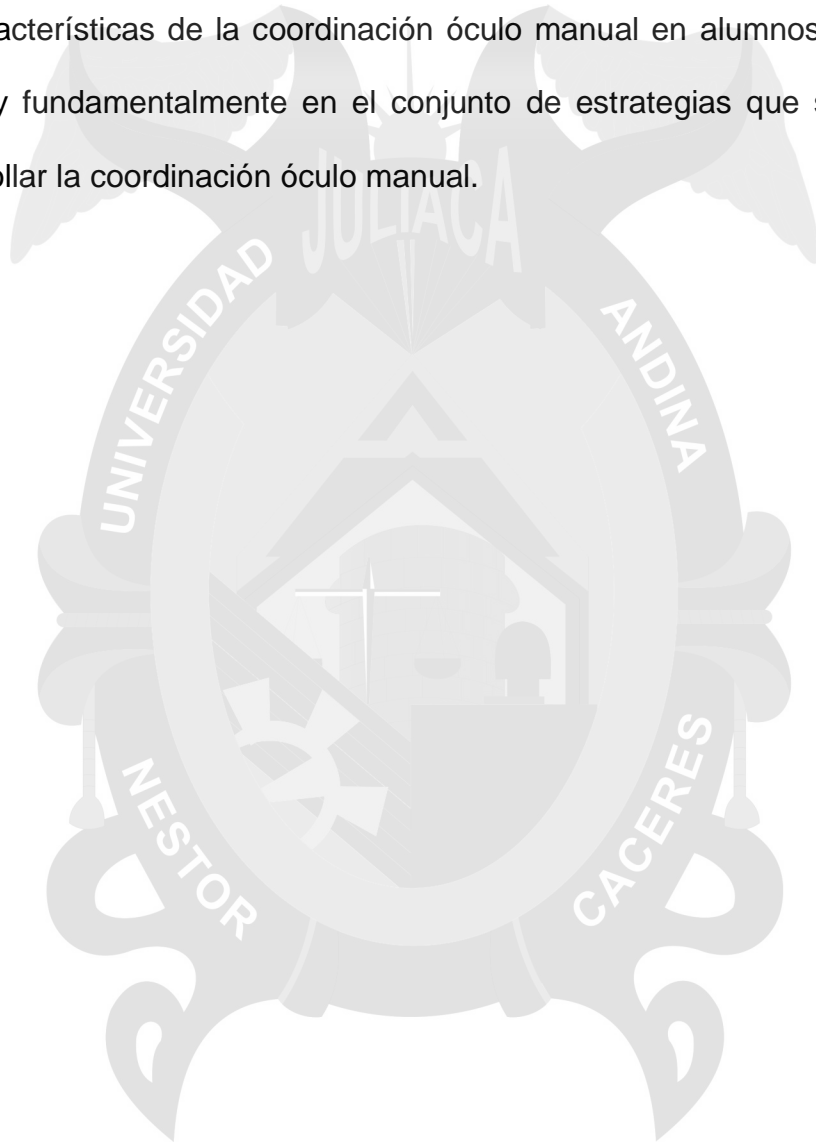 acterísticas de la coordinación óculo manual en alumnos
y fundamentalmente en el conjunto de estrategias que s
ollar la coordinación óculo manual.
JULIACA
UNIVERSIDAD
ANDINA
NESTOR
CACERES